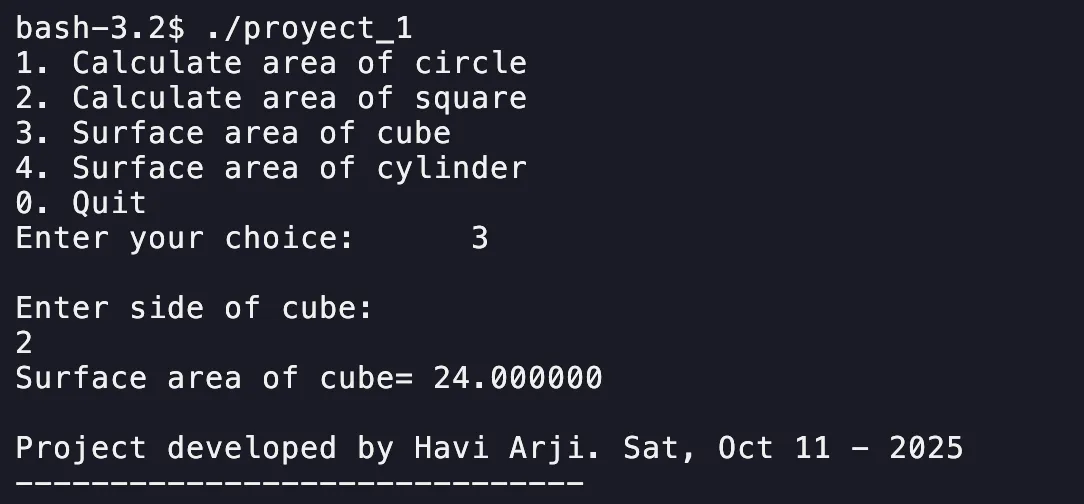 bash-3.2$ ./proyect_1
1. Calculate area of circle
2. Calculate area of square
3. Surface area of cube
4. Surface area of cylinder
0. Quit
Enter your choice:      3
Enter side of cube:
2
Surface area of cube= 24.000000
Project developed by Havi Arji. Sat, Oct 11 - 2025
------------------------------